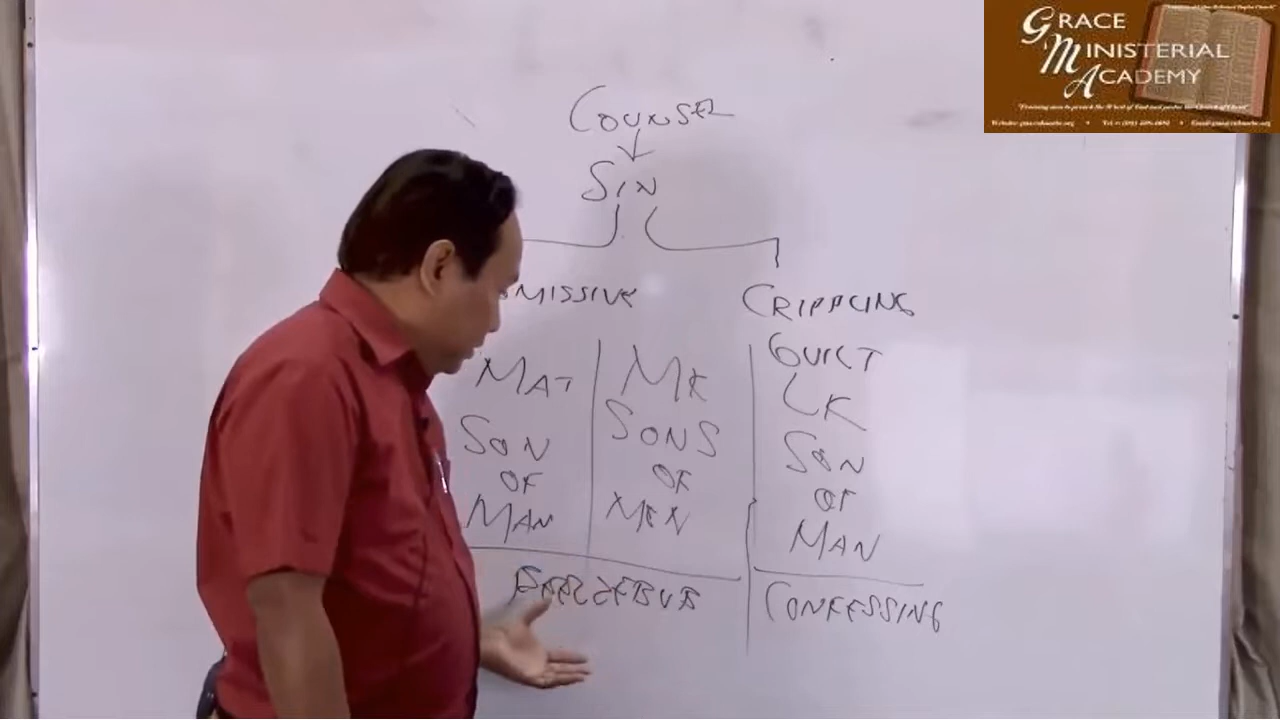 GRACE
MINISTERIAL
ACADEMY
COUNSEL
SIN
MISSIVE
CRIPPLING
GUILT
MAT
MK
LK
SON
SONS
SON
OF
OF
OF
MAN
MEN
MAN
BEELZEBUB
CONFESSING